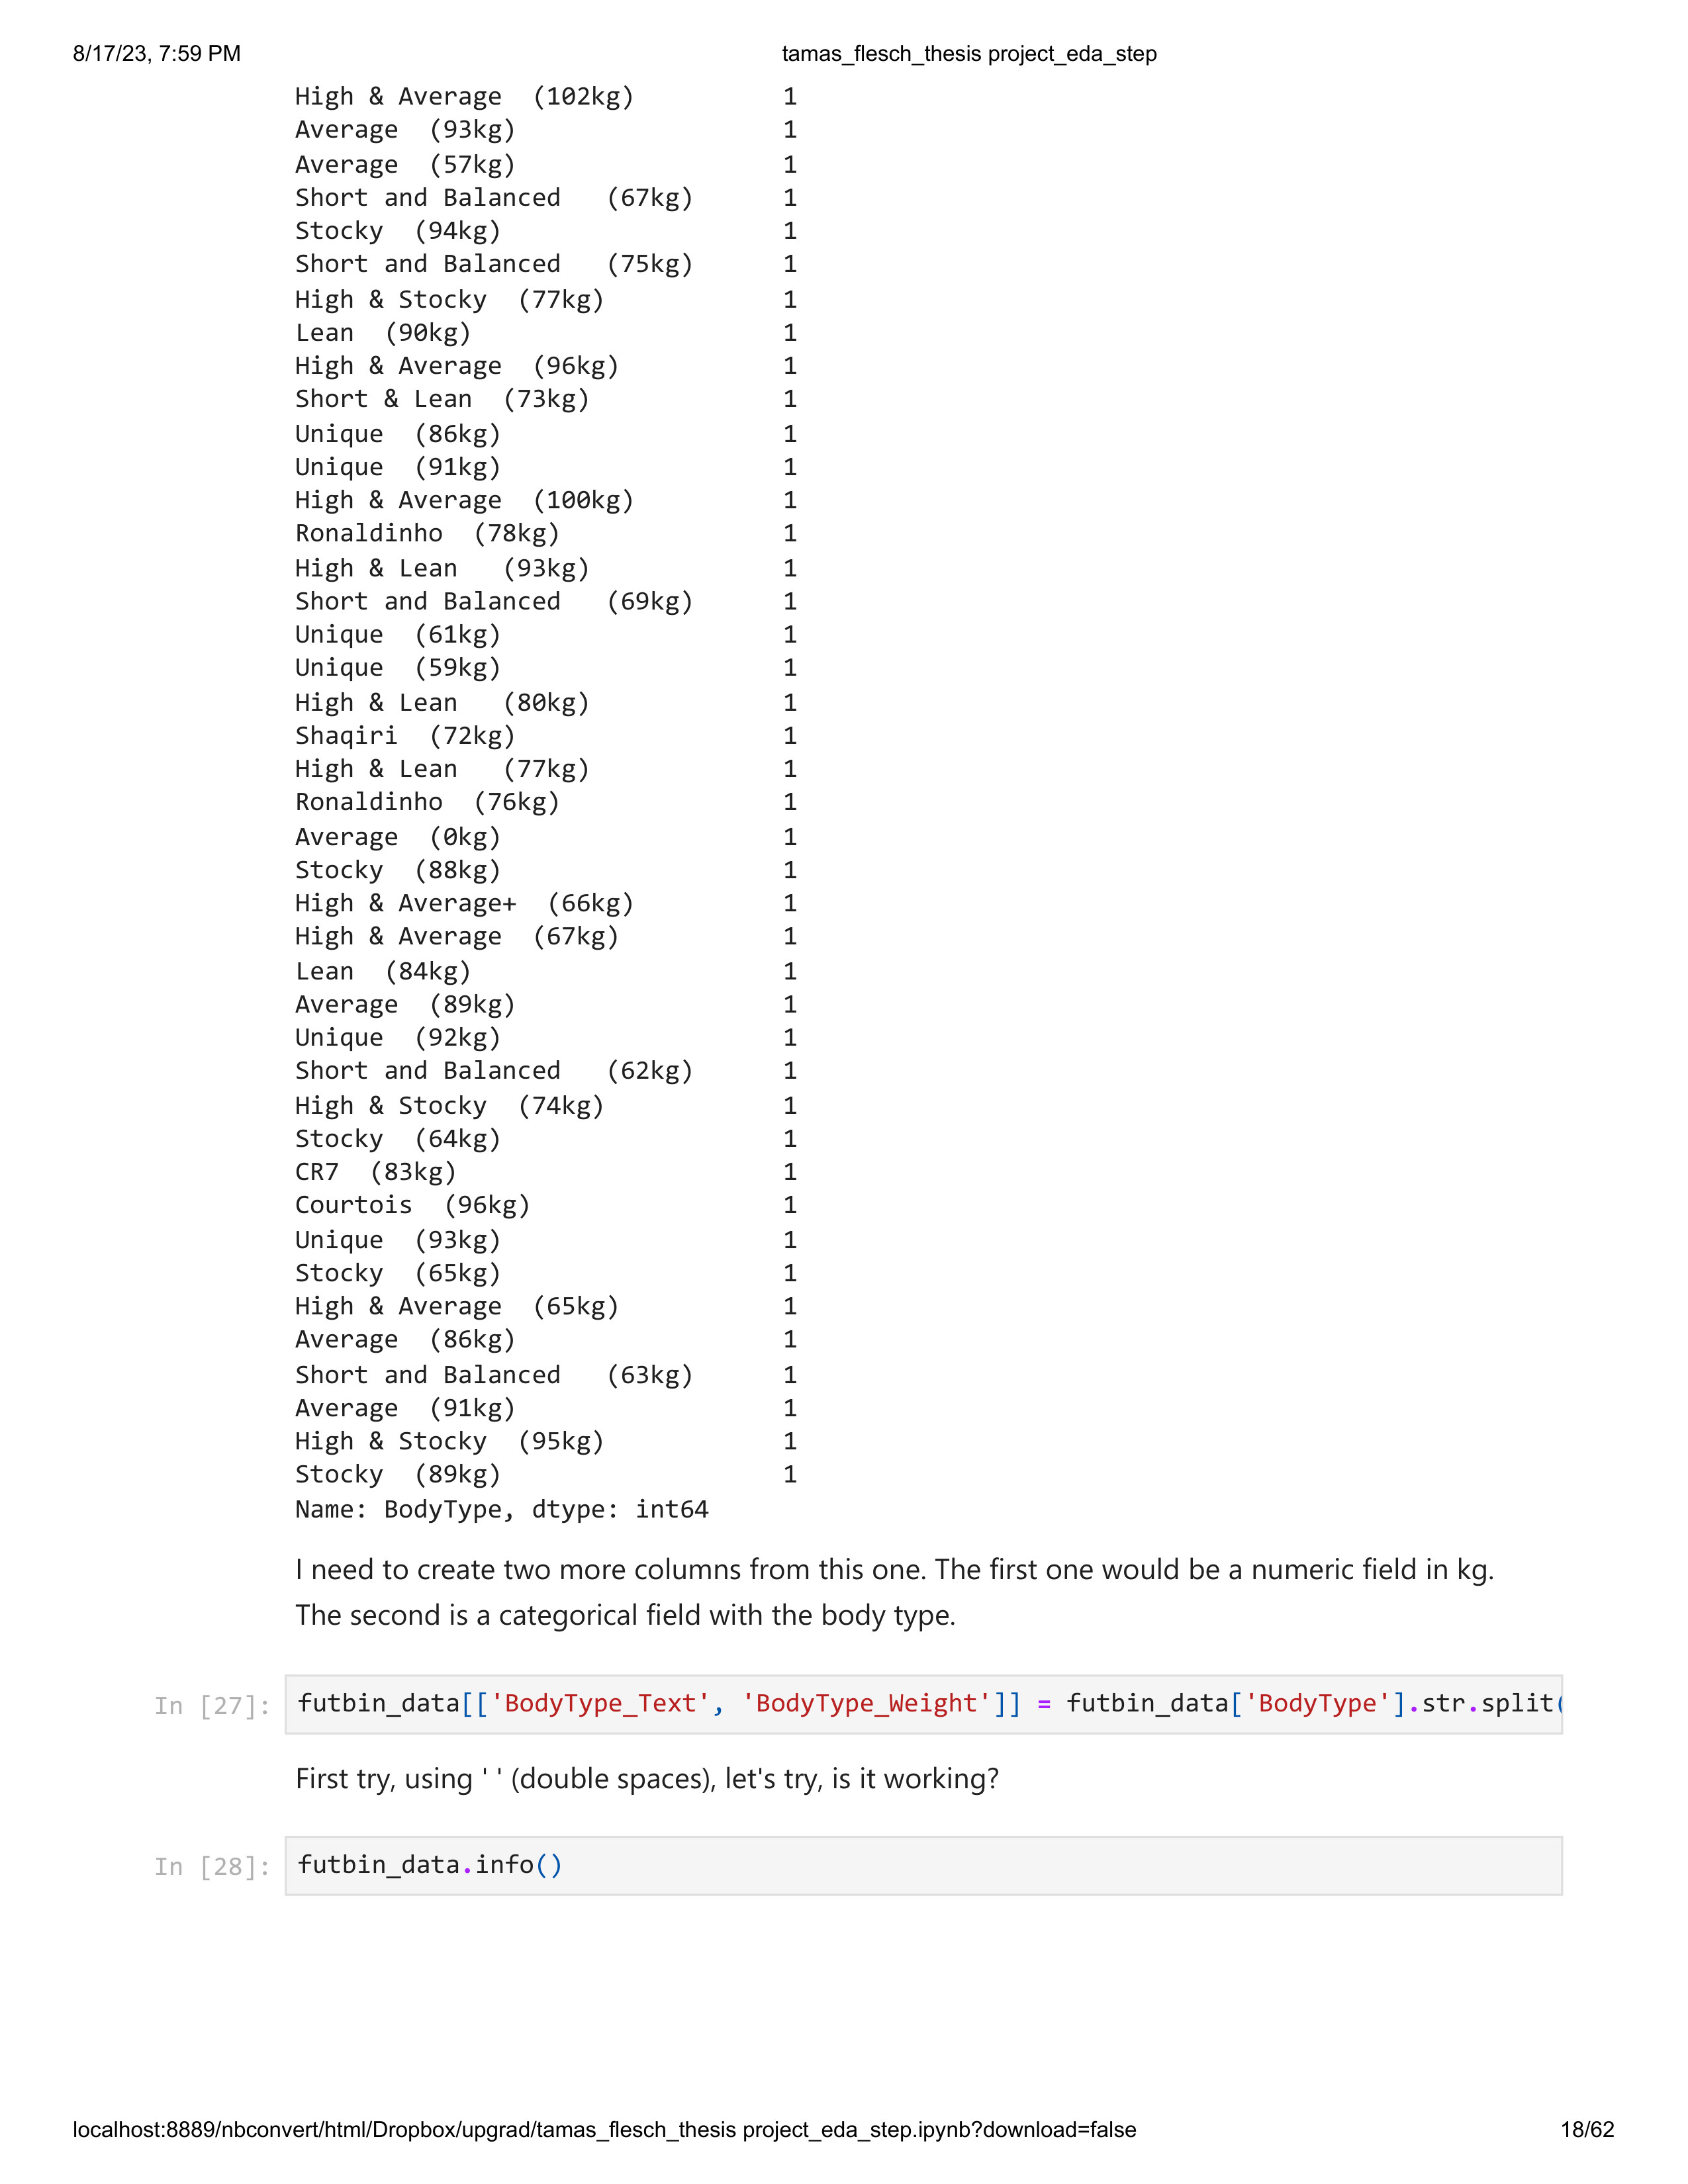 8/17/23, 7:59 PM tamas_flesch_thesis project_eda_step
High & Average  (102kg)          1
Average  (93kg)                  1
Average  (57kg)                  1
Short and Balanced   (67kg)      1
Stocky  (94kg)                   1
Short and Balanced   (75kg)      1
High & Stocky  (77kg)            1
Lean  (90kg)                     1
High & Average  (96kg)           1
Short & Lean  (73kg)             1
Unique  (86kg)                   1
Unique  (91kg)                   1
High & Average  (100kg)          1
Ronaldinho  (78kg)               1
High & Lean   (93kg)             1
Short and Balanced   (69kg)      1
Unique  (61kg)                   1
Unique  (59kg)                   1
High & Lean   (80kg)             1
Shaqiri  (72kg)                  1
High & Lean   (77kg)             1
Ronaldinho  (76kg)               1
Average  (0kg)                   1
Stocky  (88kg)                   1
High & Average+  (66kg)          1
High & Average  (67kg)           1
Lean  (84kg)                     1
Average  (89kg)                  1
Unique  (92kg)                   1
Short and Balanced   (62kg)      1
High & Stocky  (74kg)            1
Stocky  (64kg)                   1
CR7  (83kg)                      1
Courtois  (96kg)                 1
Unique  (93kg)                   1
Stocky  (65kg)                   1
High & Average  (65kg)           1
Average  (86kg)                  1
Short and Balanced   (63kg)      1
Average  (91kg)                  1
High & Stocky  (95kg)            1
Stocky  (89kg)                   1
Name: BodyType, dtype: int64
I need to create two more columns from this one. The first one would be a numeric field in kg.
The second is a categorical field with the body type.
In [27]: futbin_data[['BodyType_Text', 'BodyType_Weight']] = futbin_data['BodyType'].str.split(
First try, using ' ' (double spaces), let's try, is it working?
In [28]: futbin_data.info()
localhost:8889/nbconvert/html/Dropbox/upgrad/tamas_flesch_thesis project_eda_step.ipynb?download=false 18/62